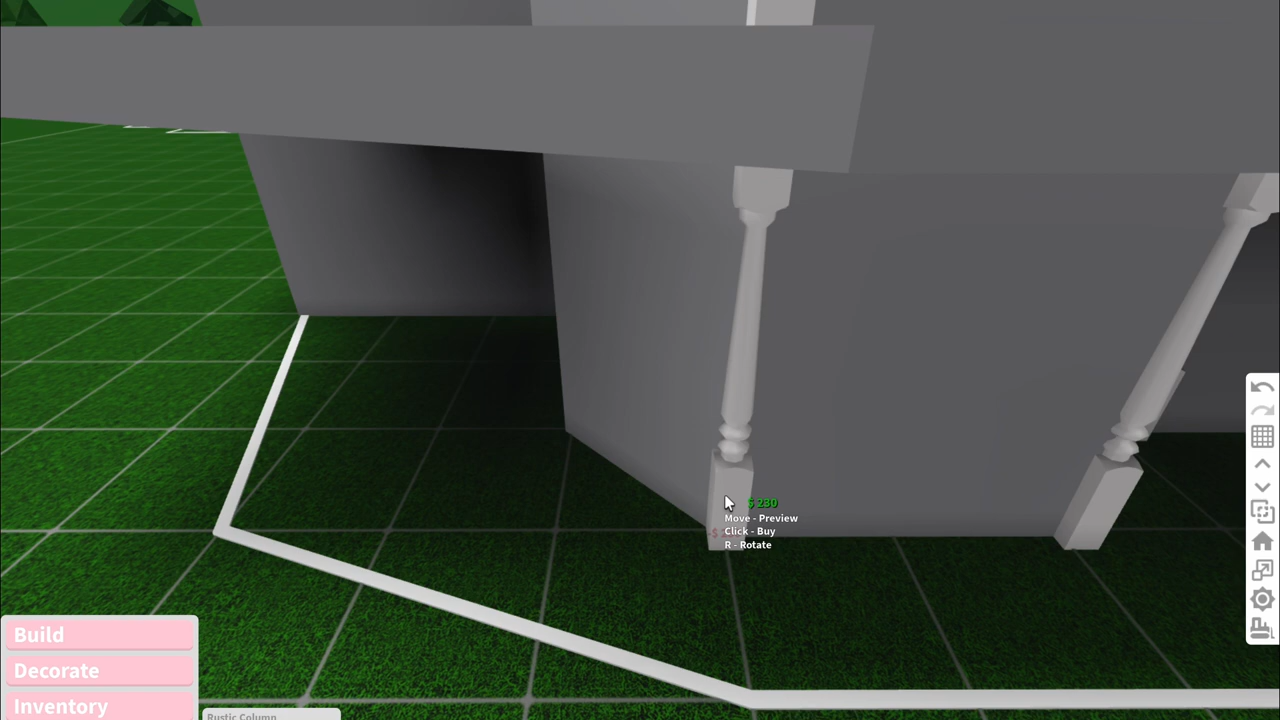 $ 230
Move - Preview
Click - Buy
R - Rotate
Build
Decorate
Inventory
Rustic Column